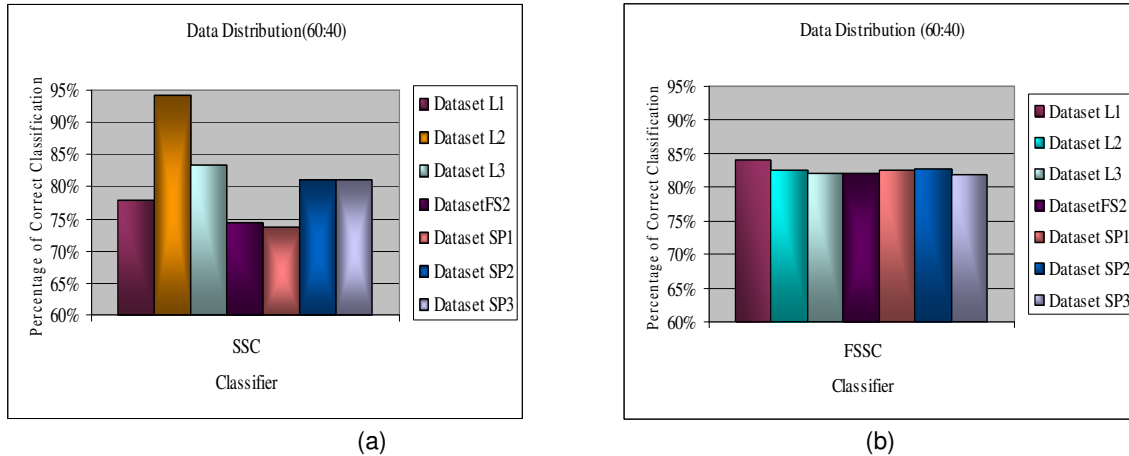 Data Distribution(60:40)
Percentage of Correct Classification
95%
90%
85%
80%
75%
70%
65%
60%
SSC
Classifier
Dataset L1
Dataset L2
Dataset L3
DatasetFS2
Dataset SP1
Dataset SP2
Dataset SP3
(a)
Data Distribution (60:40)
Percentage of Correct Classification
95%
90%
85%
80%
75%
70%
65%
60%
FSSC
Classifier
Dataset L1
Dataset L2
Dataset L3
DatasetFS2
Dataset SP1
Dataset SP2
Dataset SP3
(b)